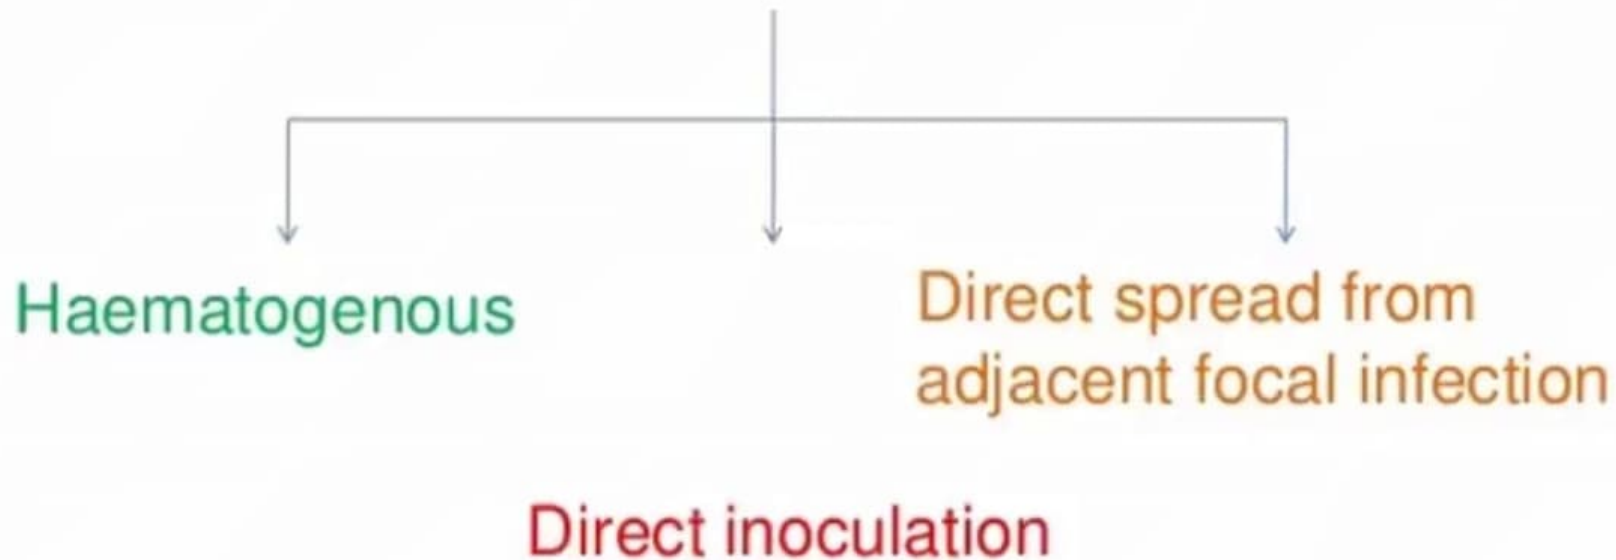 Haematogenous
Direct spread from
adjacent focal infection
Direct inoculation